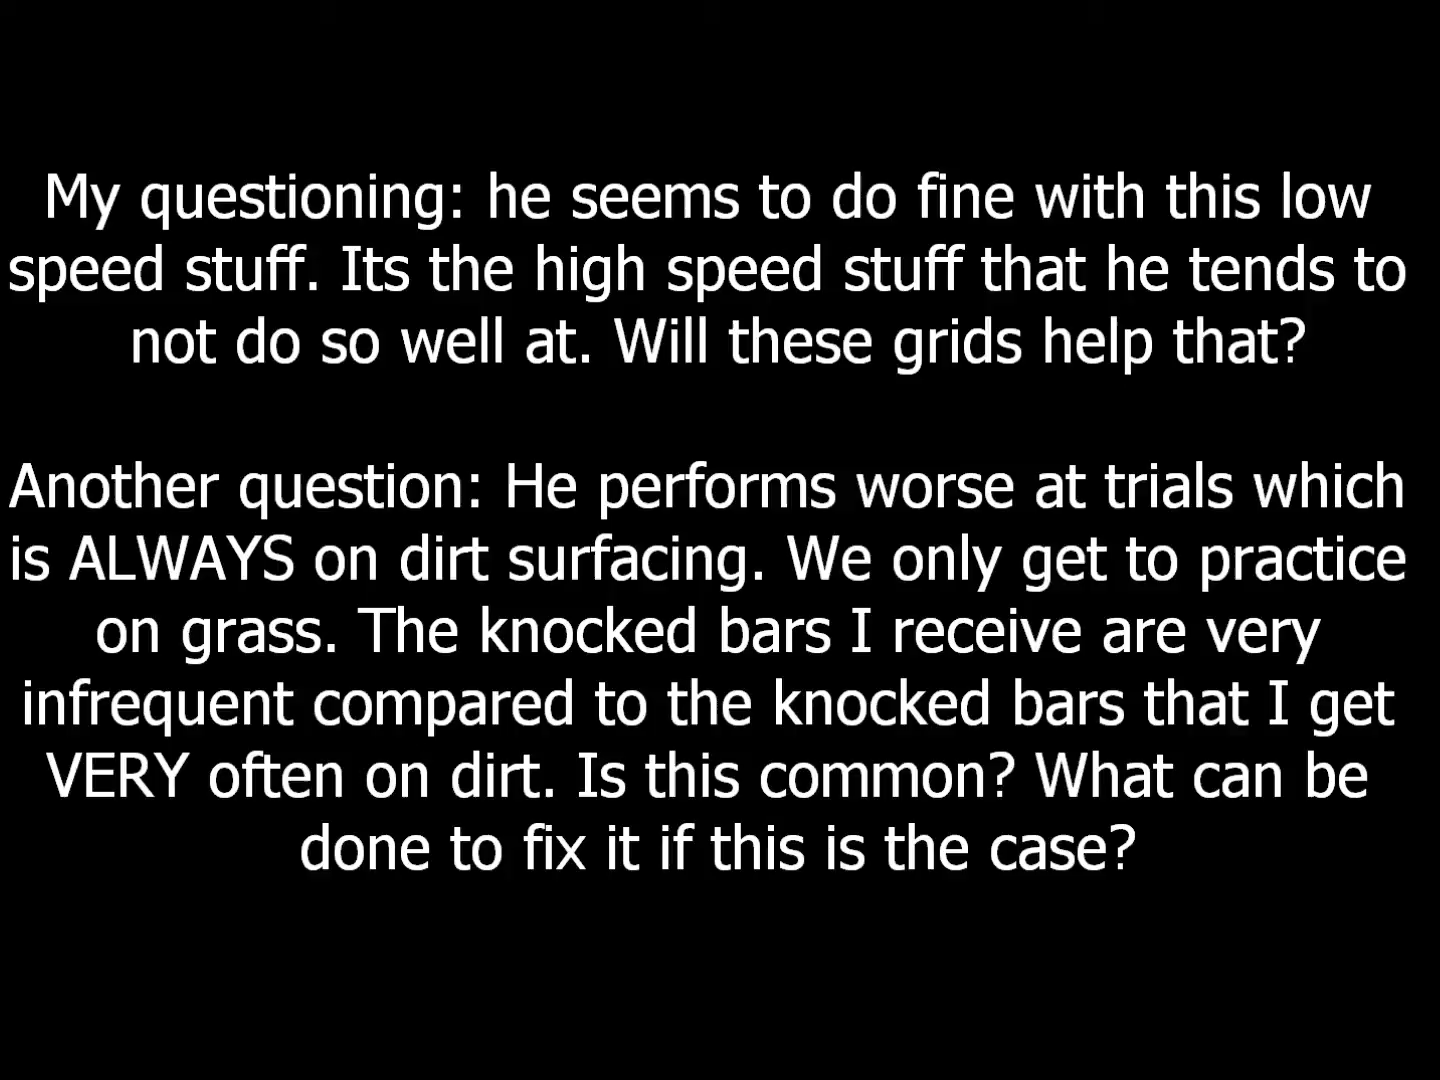 My questioning: he seems to do fine with this low
speed stuff. Its the high speed stuff that he tends to
not do so well at. Will these grids help that?
Another question: He performs worse at trials which
is ALWAYS on dirt surfacing. We only get to practice
on grass. The knocked bars I receive are very
infrequent compared to the knocked bars that I get
VERY often on dirt. Is this common? What can be
done to fix it if this is the case?